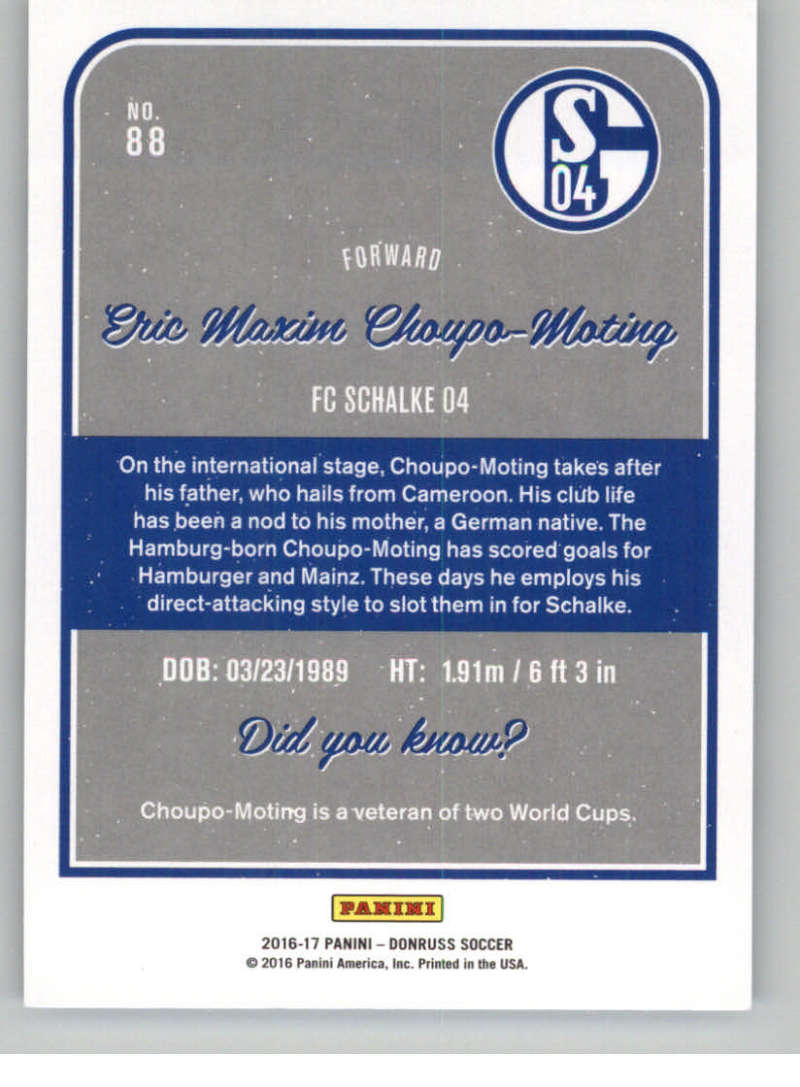 NO.
88
S
04
FORWARD
Eric Maxim Choupo-Moting
FC SCHALKE 04
On the international stage, Choupo-Moting takes after
his father, who hails from Cameroon. His club life
has been a nod to his mother, a German native. The
Hamburg-born Choupo-Moting has scored goals for
Hamburger and Mainz. These days he employs his
direct-attacking style to slot them in for Schalke.
DOB: 03/23/1989 HT: 1.91m / 6 ft 3 in
Did you know?
Choupo-Moting is a veteran of two World Cups.
PANINI
2016-17 PANINI – DONRUSS SOCCER
© 2016 Panini America, Inc. Printed in the USA.